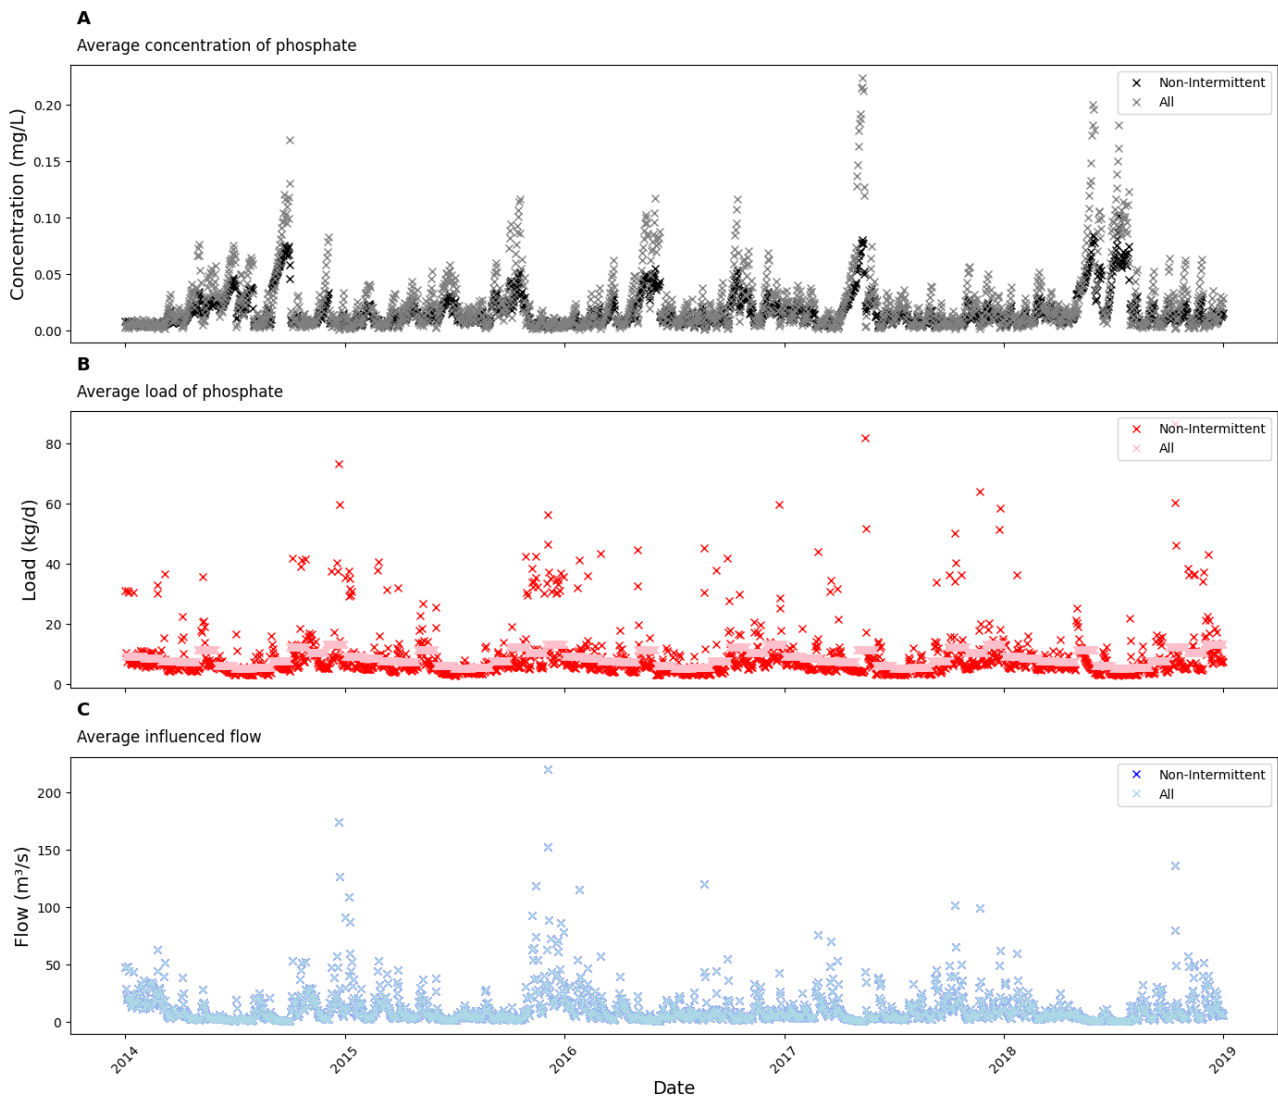 A
Average concentration of phosphate
Concentration (mg/L)
0.20
0.15
0.10
0.05
0.00
Non-Intermittent
All
B
Average load of phosphate
Load (kg/d)
80
60
40
20
0
Non-Intermittent
All
C
Average influenced flow
Flow (m³/s)
200
150
100
50
0
Non-Intermittent
All
2014
2015
2016
2017
2018
2019
Date